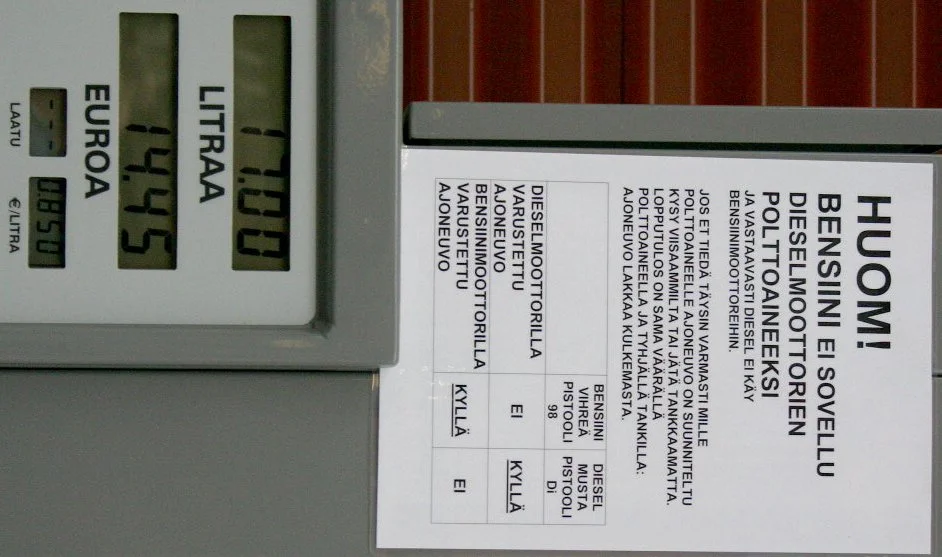 17.00
LITRAA
14.45
EUROA
--- 0.850
LAATU €/LITRA
HUOM!
BENSIINI EI SOVELLU
DIESELMOOTTORIEN
POLTTOAINEEKSI
JA VASTAAVASTI DIESEL EI KÄY
BENSIINIMOOTTOREIHIN.
JOS ET TIEDÄ TÄYSIN VARMASTI MILLE
POLTTOAINEELLE AJONEUVO ON SUUNNITELTU
KYSY VIISAAMMILTA TAI JÄTÄ TANKKAAMATTA.
LOPPUTULOS ON SAMA VÄÄRÄLLÄ
POLTTOAINEELLA JA TYHJÄLLÄ TANKILLA:
AJONEUVO LAKKAA KULKEMASTA.
BENSIINI DIESEL
VIHREÄ MUSTA
PISTOOLI PISTOOLI
98 Di
DIESELMOOTTORILLA
VARUSTETTU EI KYLLÄ
AJONEUVO
BENSIINIMOOTTORILLA
VARUSTETTU KYLLÄ EI
AJONEUVO